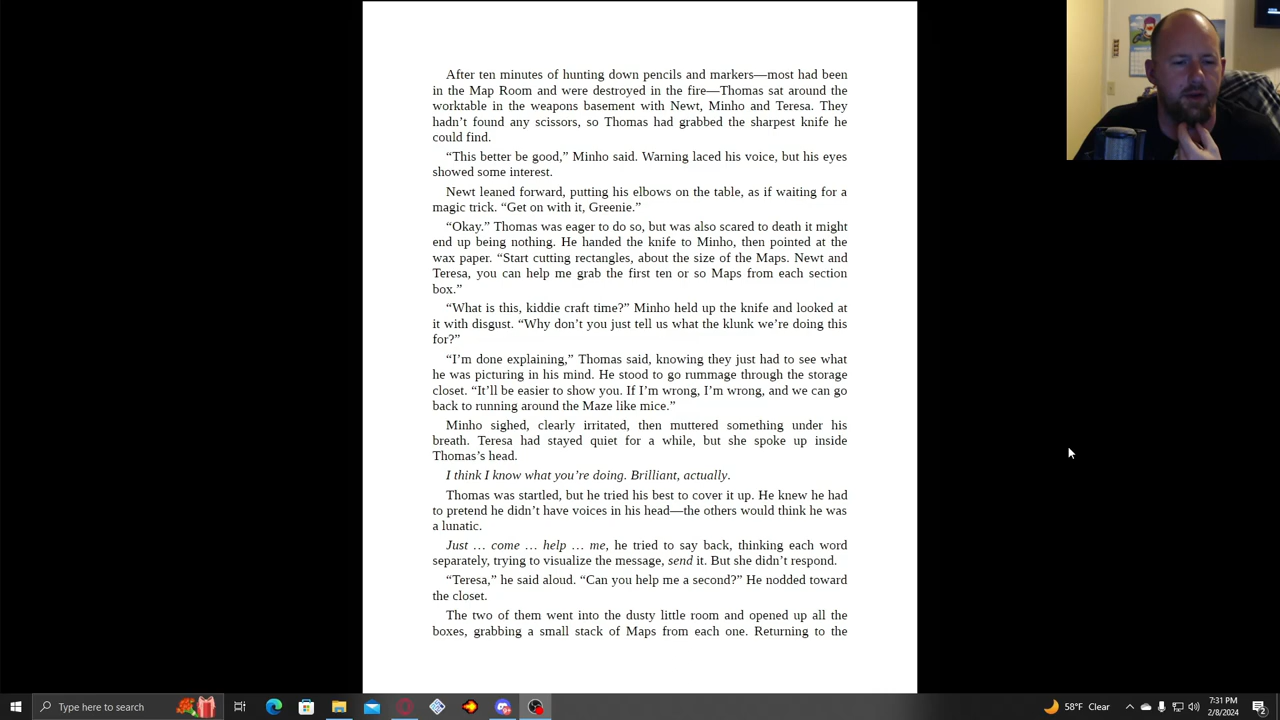 After ten minutes of hunting down pencils and markers—most had been
in the Map Room and were destroyed in the fire—Thomas sat around the
worktable in the weapons basement with Newt, Minho and Teresa. They
hadn’t found any scissors, so Thomas had grabbed the sharpest knife he
could find.
“This better be good,” Minho said. Warning laced his voice, but his eyes
showed some interest.
Newt leaned forward, putting his elbows on the table, as if waiting for a
magic trick. “Get on with it, Greenie.”
“Okay.” Thomas was eager to do so, but was also scared to death it might
end up being nothing. He handed the knife to Minho, then pointed at the
wax paper. “Start cutting rectangles, about the size of the Maps. Newt and
Teresa, you can help me grab the first ten or so Maps from each section
box.”
“What is this, kiddie craft time?” Minho held up the knife and looked at
it with disgust. “Why don’t you just tell us what the klunk we’re doing this
for?”
“I’m done explaining,” Thomas said, knowing they just had to see what
he was picturing in his mind. He stood to go rummage through the storage
closet. “It’ll be easier to show you. If I’m wrong, I’m wrong, and we can go
back to running around the Maze like mice.”
Minho sighed, clearly irritated, then muttered something under his
breath. Teresa had stayed quiet for a while, but she spoke up inside
Thomas’s head.
I think I know what you’re doing. Brilliant, actually.
Thomas was startled, but he tried his best to cover it up. He knew he had
to pretend he didn’t have voices in his head—the others would think he was
a lunatic.
Just … come … help … me, he tried to say back, thinking each word
separately, trying to visualize the message, send it. But she didn’t respond.
“Teresa,” he said aloud. “Can you help me a second?” He nodded toward
the closet.
The two of them went into the dusty little room and opened up all the
boxes, grabbing a small stack of Maps from each one. Returning to the
Type here to search
58°F Clear
7:31 PM
2/8/2024
2